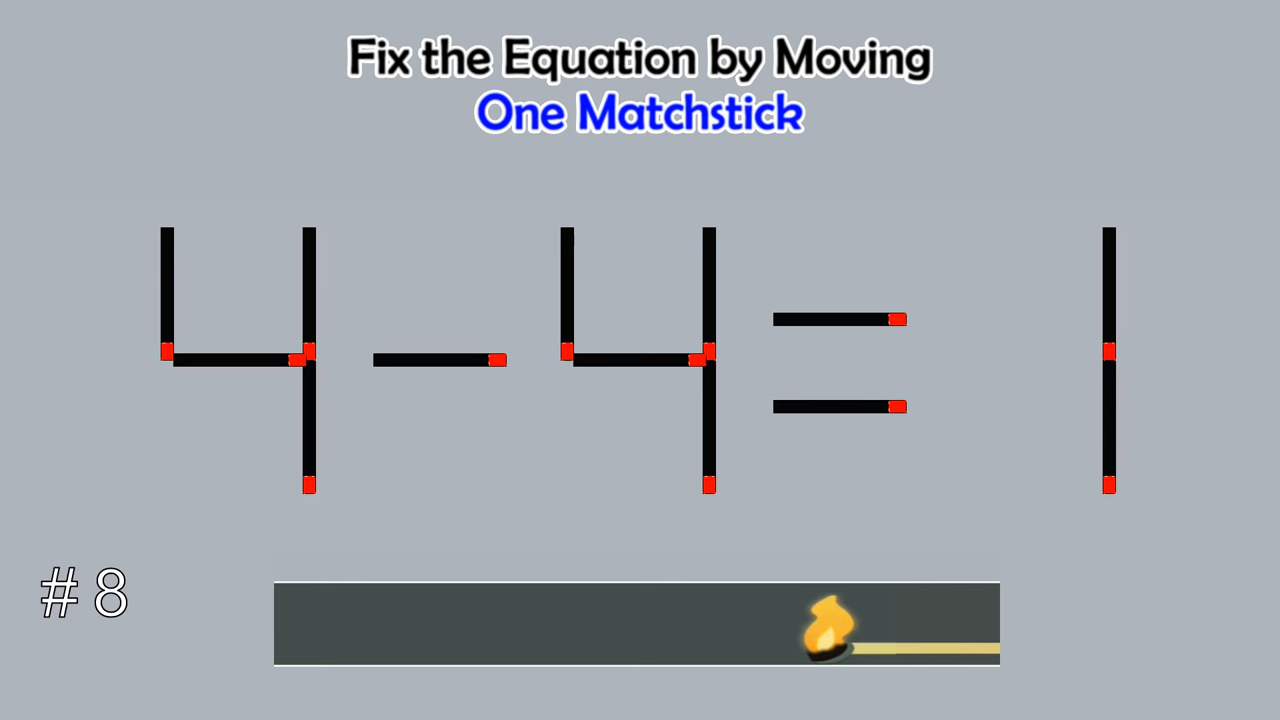 Fix the Equation by Moving
One Matchstick
4 - 4 = 1
# 8